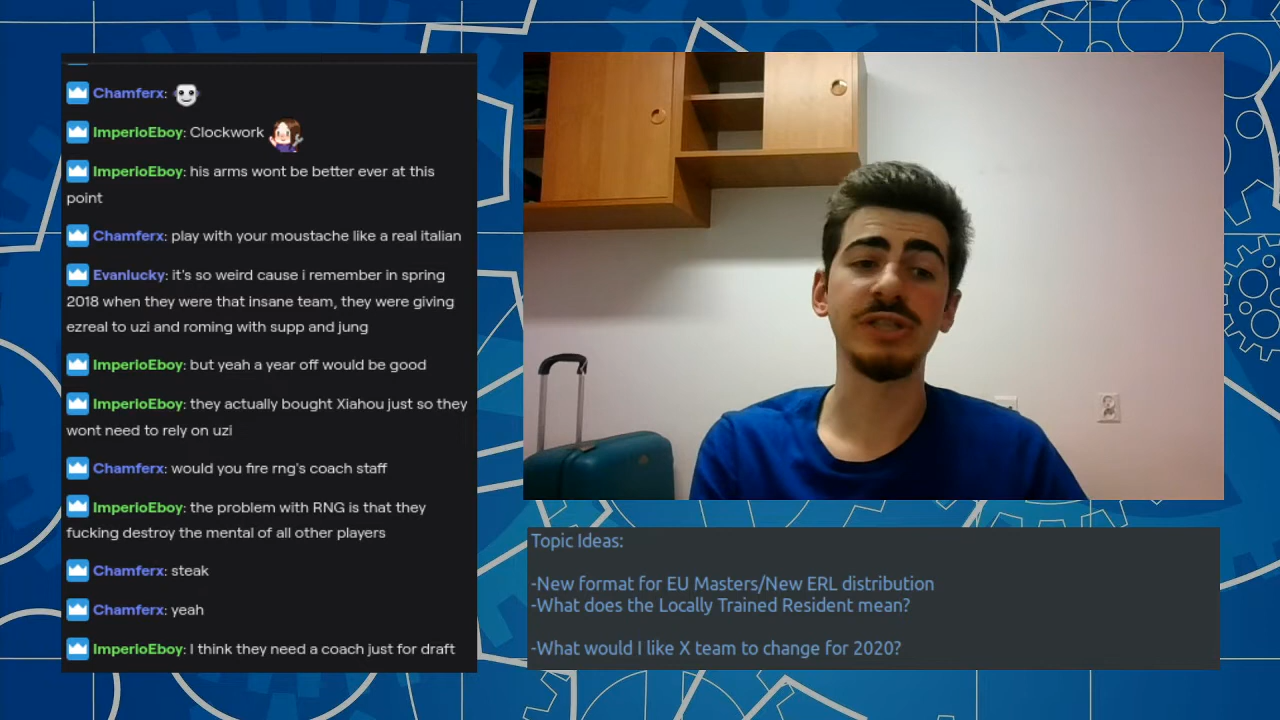 Chamferx:
ImperioEboy: Clockwork
ImperioEboy: his arms wont be better ever at this
point
Chamferx: play with your moustache like a real italian
Evanlucky: it's so weird cause i remember in spring
2018 when they were that insane team, they were giving
ezreal to uzi and roming with supp and jung
ImperioEboy: but yeah a year off would be good
ImperioEboy: they actually bought Xiahou just so they
wont need to rely on uzi
Chamferx: would you fire rng's coach staff
ImperioEboy: the problem with RNG is that they
fucking destroy the mental of all other players
Chamferx: steak
Chamferx: yeah
ImperioEboy: I think they need a coach just for draft
Topic Ideas:
-New format for EU Masters/New ERL distribution
-What does the Locally Trained Resident mean?
-What would I like X team to change for 2020?